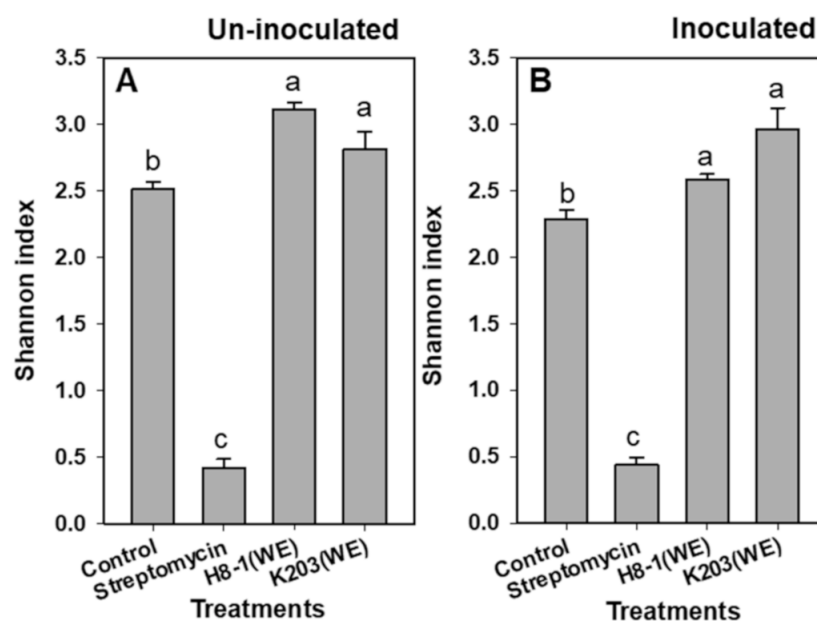 Un-inoculated
Inoculated
A
3.5
3.0
2.5
2.0
1.5
1.0
0.5
0.0
Shannon index
b
c
a
a
Control
Streptomycin
H8-1(WE)
K203(WE)
Treatments
B
3.5
3.0
2.5
2.0
1.5
1.0
0.5
0.0
Shannon index
b
c
a
a
Control
Streptomycin
H8-1(WE)
K203(WE)
Treatments